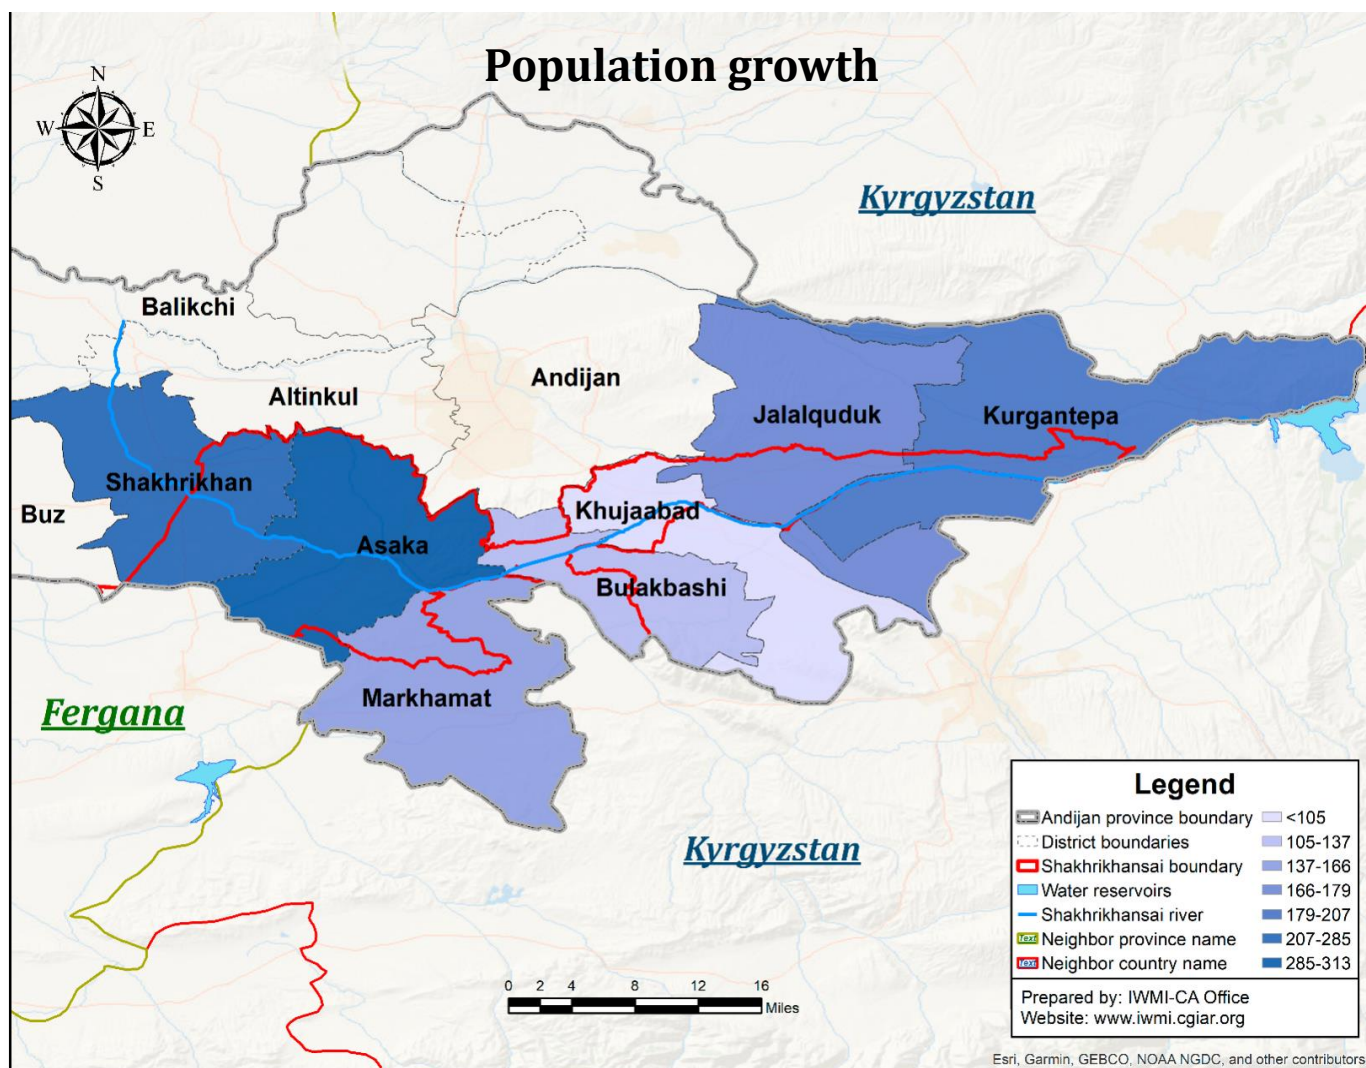 Population growth
N
W E
S
Kyrgyzstan
Balikchi
Andijan
Altinkul
Jalalquduk
Kurgantepa
Shakhrikhan
Buz
Khujaabad
Asaka
Bulakbashi
Markhamat
Fergana
Kyrgyzstan
Legend
Andijan province boundary
District boundaries
Shakhrikhansai boundary
Water reservoirs
Shakhrikhansai river
Text Neighbor province name
Text Neighbor country name
<105
105-137
137-166
166-179
179-207
207-285
285-313
Prepared by: IWMI-CA Office
Website: www.iwmi.cgiar.org
0 2 4 8 12 16
Miles
Esri, Garmin, GEBCO, NOAA NGDC, and other contributors